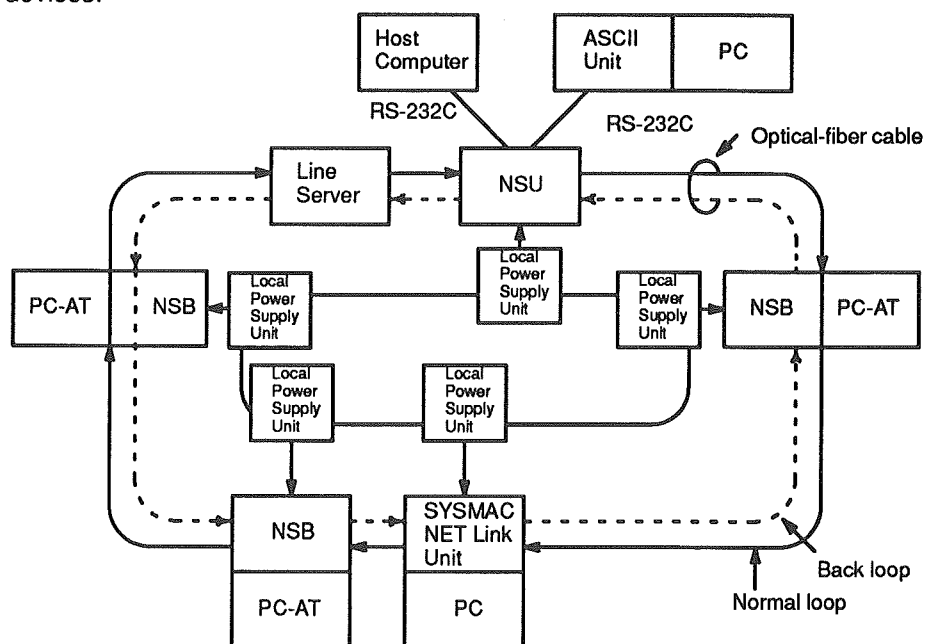 Host
Computer
ASCII
Unit
PC
RS-232C
RS-232C
Optical-fiber cable
Line
Server
NSU
Local
Power
Supply
Unit
PC-AT
NSB
Local
Power
Supply
Unit
Local
Power
Supply
Unit
NSB
PC-AT
Local
Power
Supply
Unit
Local
Power
Supply
Unit
NSB
SYSMAC
NET Link
Unit
Back loop
Normal loop
PC-AT
PC